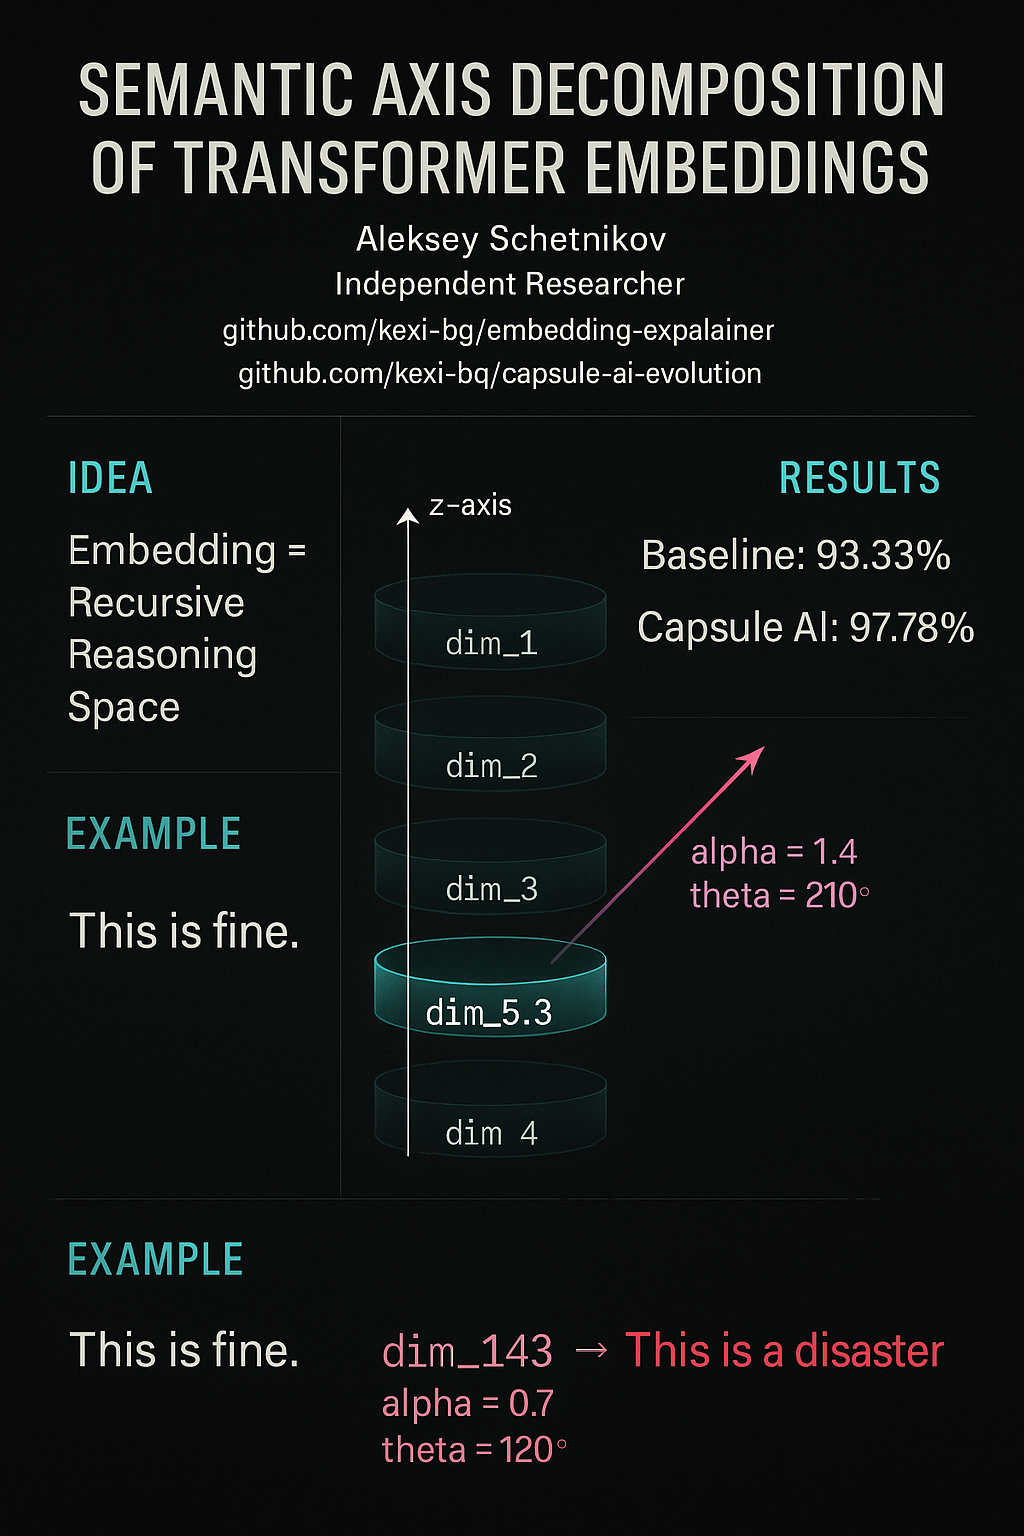 SEMANTIC AXIS DECOMPOSITION
OF TRANSFORMER EMBEDDINGS
Aleksey Schetnikov
Independent Researcher
github.com/kexi-bg/embedding-expalainer
github.com/kexi-bq/capsule-ai-evolution
IDEA
Embedding =
Recursive
Reasoning
Space
EXAMPLE
This is fine.
z-axis
dim_1
dim_2
dim_3
dim_5.3
dim 4
RESULTS
Baseline: 93.33%
Capsule AI: 97.78%
alpha = 1.4
theta = 210°
EXAMPLE
This is fine.
dim_143 → This is a disaster
alpha = 0.7
theta = 120°